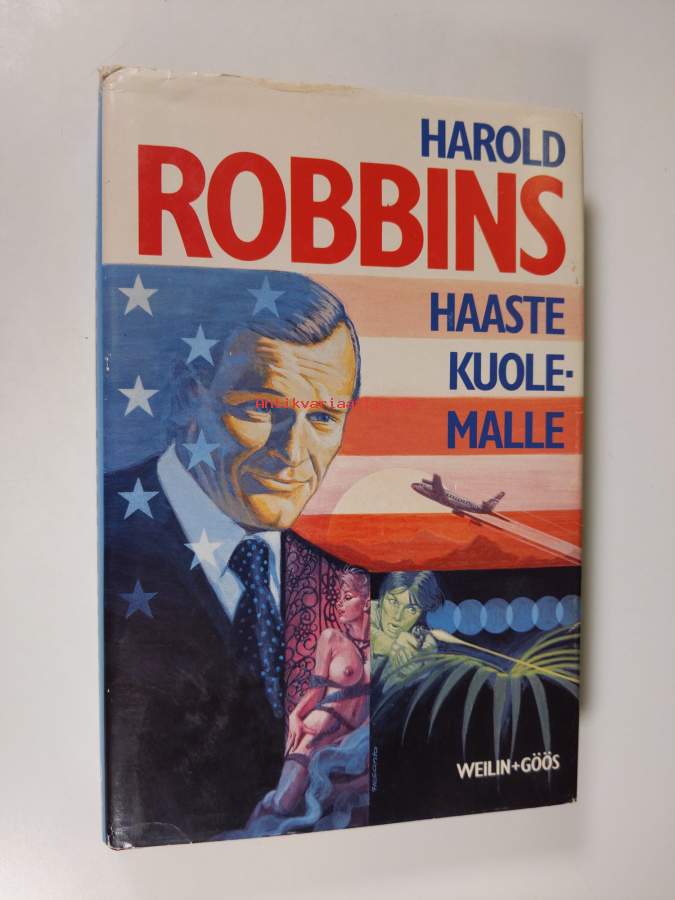 HAROLD
ROBBINS
HAASTE
KUOLE-
MALLE
WEILIN+GÖÖS